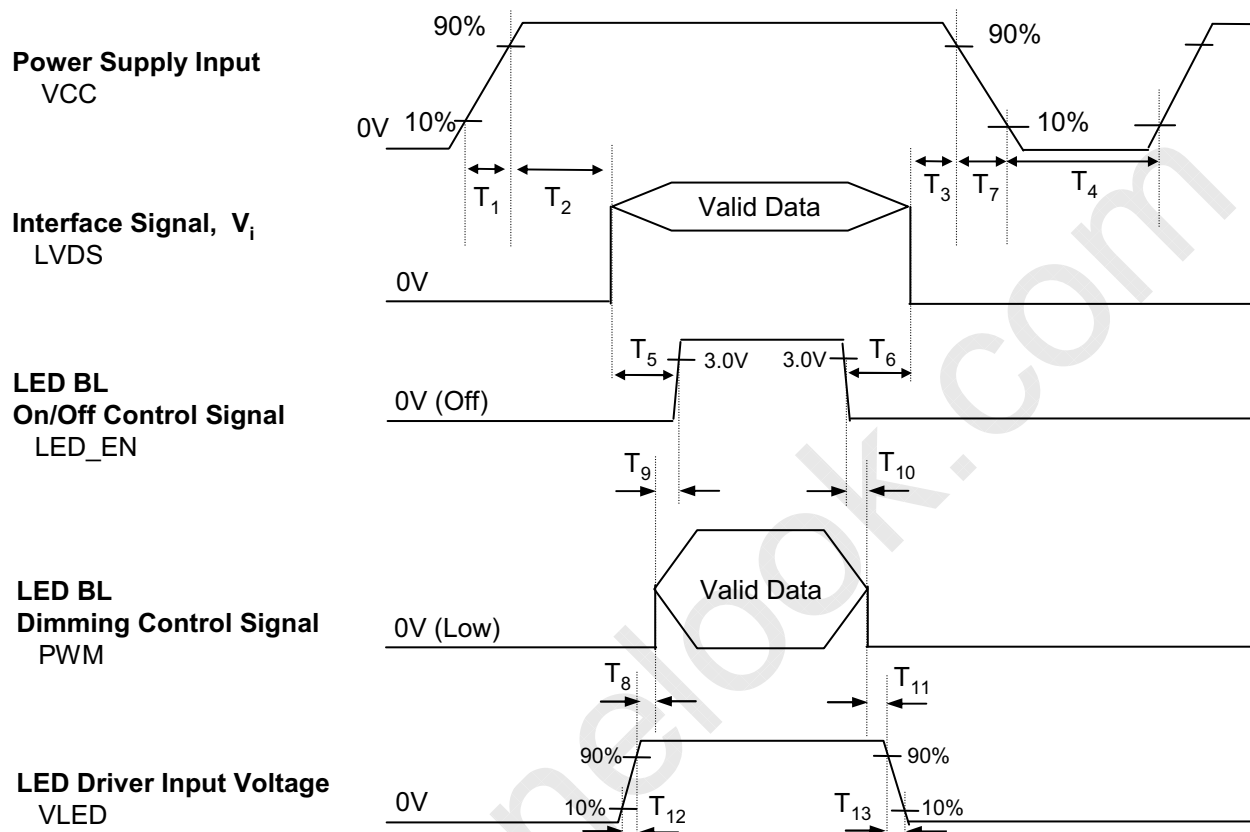 90%
90%
Power Supply Input
VCC
0V
10%
10%
T1
T2
T3
T7
T4
Interface Signal, Vi
LVDS
Valid Data
0V
T5
3.0V
3.0V
T6
LED BL
On/Off Control Signal
LED_EN
0V (Off)
T9
T10
LED BL
Dimming Control Signal
PWM
Valid Data
0V (Low)
T8
T11
LED Driver Input Voltage
VLED
0V
90%
90%
10%
T12
T13
10%
nelook.com